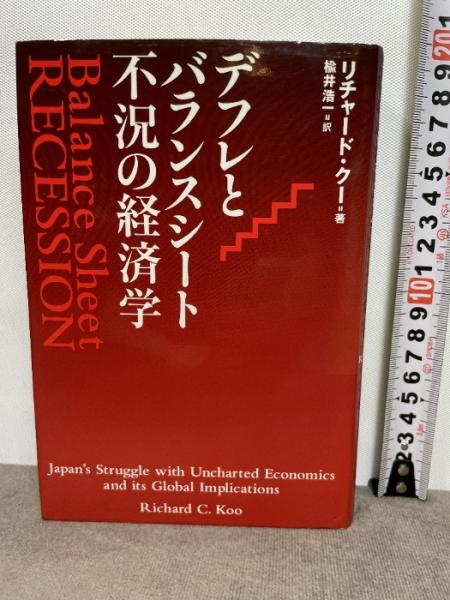 デフレと
バランスシート
不況の経済学
リチャード・クー=著
楡井浩一=訳
Balance Sheet
RECESSION
Japan's Struggle with Uncharted Economics
and its Global Implications
Richard C. Koo